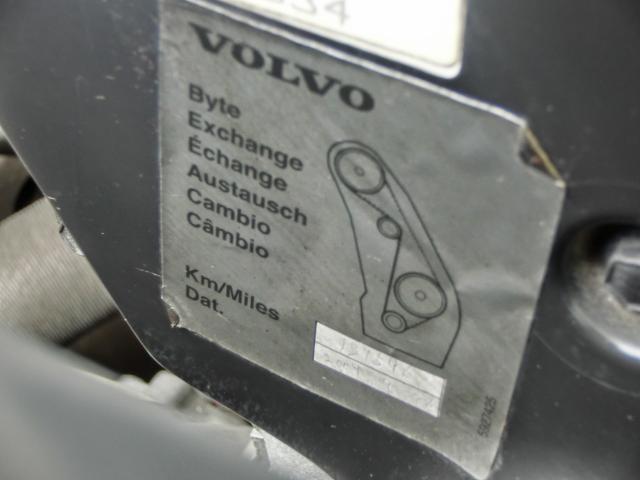 VOLVO
Byte
Exchange
Échange
Austausch
Cambio
Câmbio
Km/Miles
Dat.